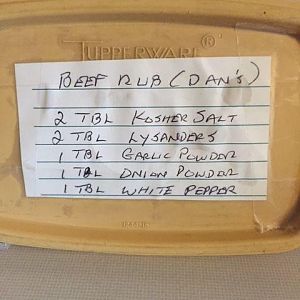 TUPPERWARE®
BEEF RUB (DAN'S)
2 TBL KOSHER SALT
2 TBL LYSANDERS
1 TBL GARLIC POWDER
1 TBL ONION POWDER
1 TBL WHITE PEPPER